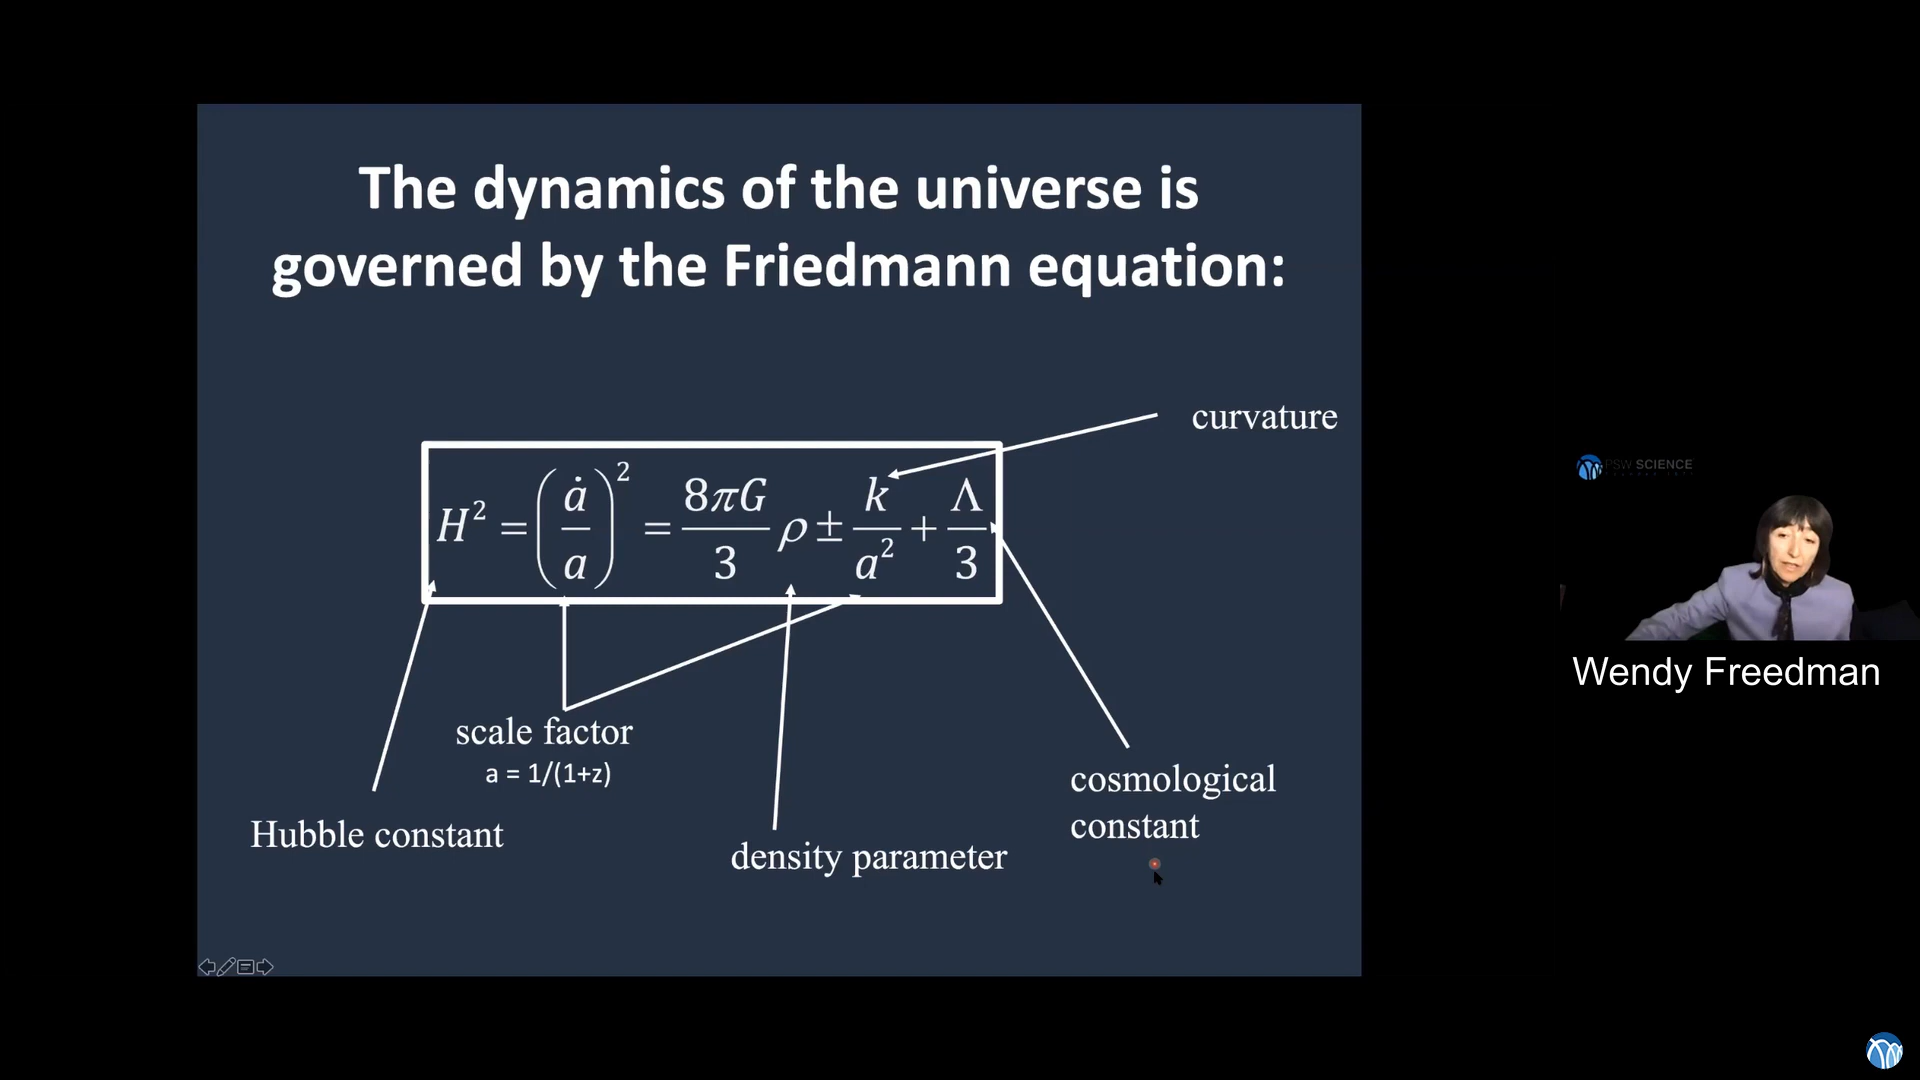 The dynamics of the universe is
governed by the Friedmann equation:
curvature
H² = (ȧ/a)² = 8πG/3 ρ ± k/a² + Λ/3
scale factor
a = 1/(1+z)
Hubble constant
density parameter
cosmological
constant
PSW SCIENCE
Wendy Freedman